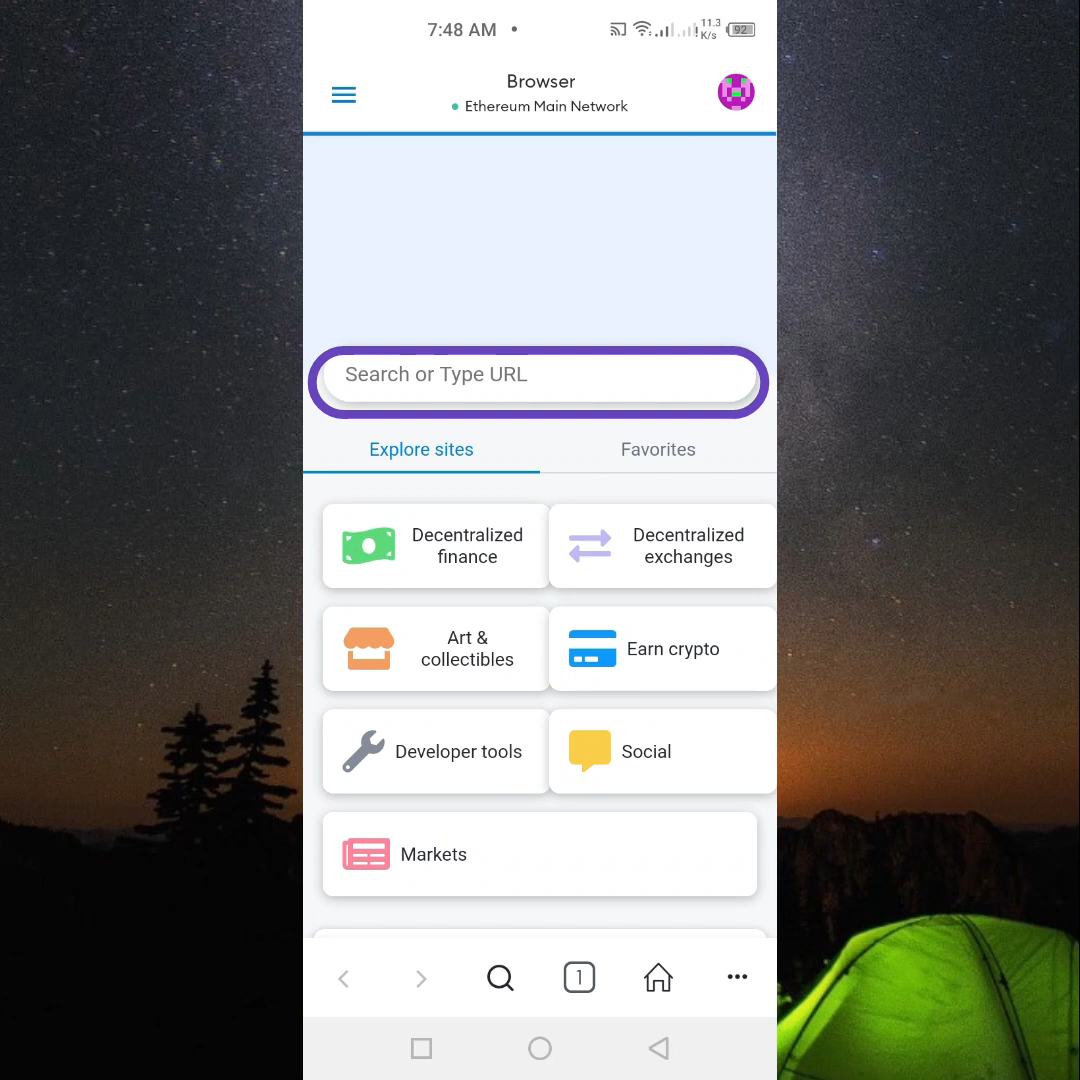 7:48 AM
11.3
K/s
92
Browser
Ethereum Main Network
Search or Type URL
Explore sites
Favorites
Decentralized
finance
Decentralized
exchanges
Art &
collectibles
Earn crypto
Developer tools
Social
Markets
1